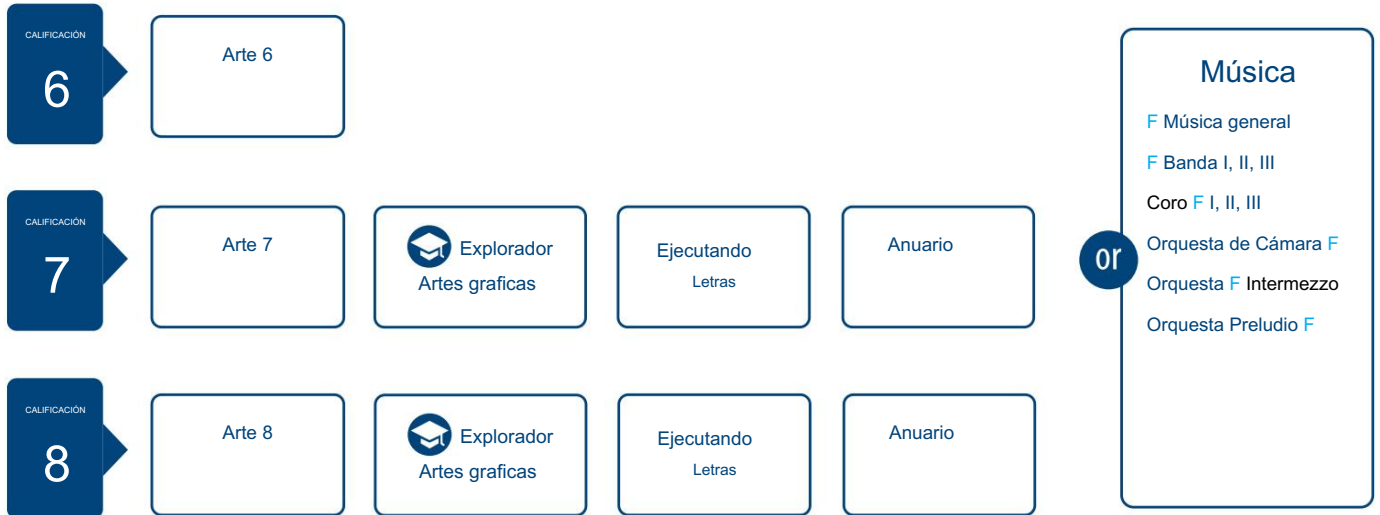 CALIFICACIÓN
6
Arte 6
CALIFICACIÓN
7
Arte 7
Explorador
Artes graficas
Ejecutando
Letras
Anuario
CALIFICACIÓN
8
Arte 8
Explorador
Artes graficas
Ejecutando
Letras
Anuario
or
Música
F Música general
F Banda I, II, III
Coro F I, II, III
Orquesta de Cámara F
Orquesta F Intermezzo
Orquesta Preludio F